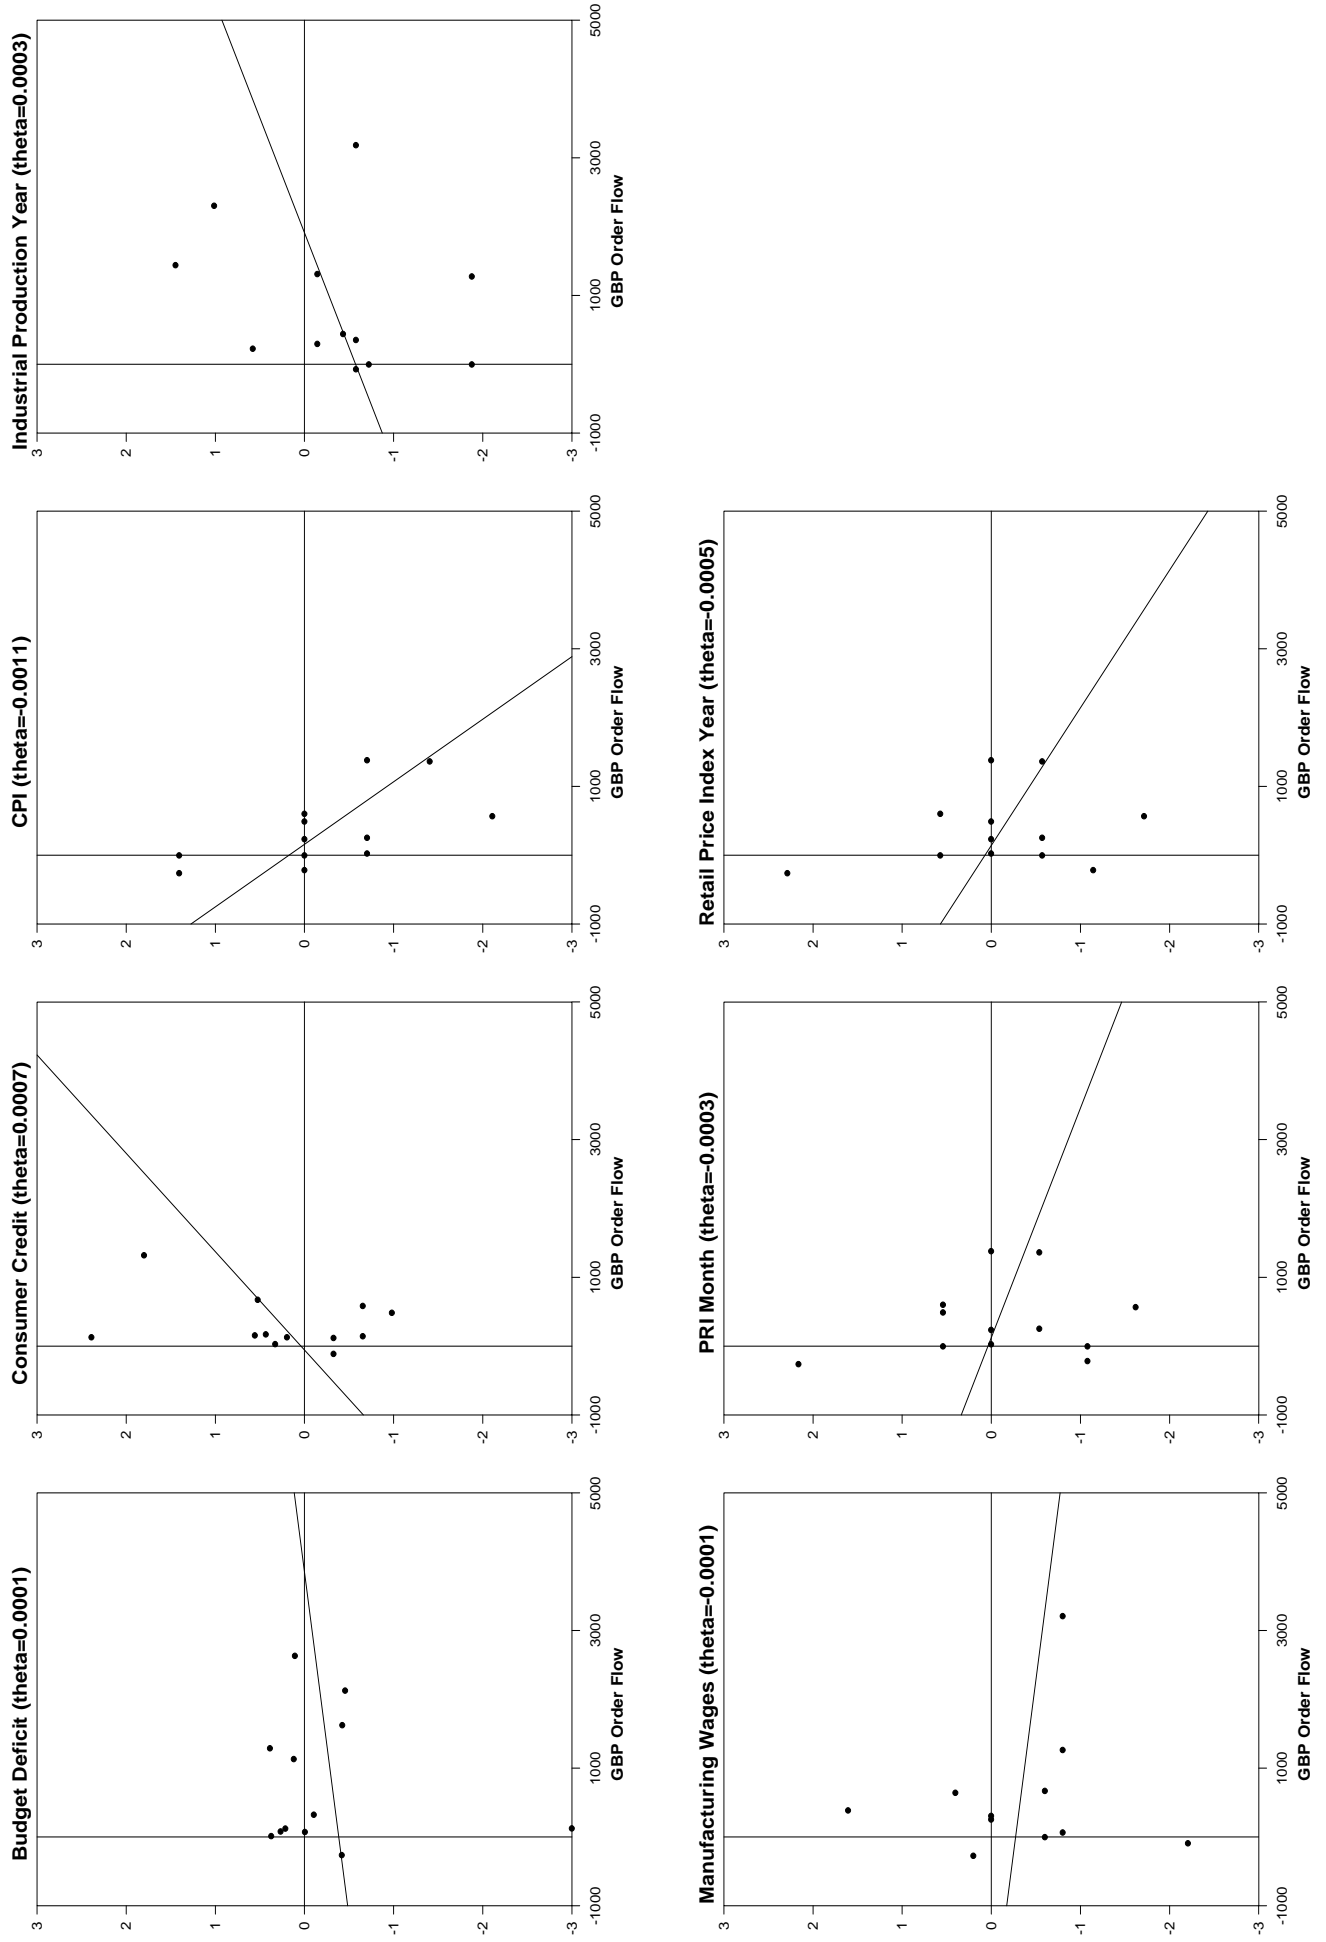 Budget Deficit (theta=0.0001)
3
2
1
0
-1
-2
-3
-1000 1000 3000 5000
GBP Order Flow
Consumer Credit (theta=0.0007)
3
2
1
0
-1
-2
-3
-1000 1000 3000 5000
GBP Order Flow
CPI (theta=-0.0011)
3
2
1
0
-1
-2
-3
-1000 1000 3000 5000
GBP Order Flow
Industrial Production Year (theta=0.0003)
3
2
1
0
-1
-2
-3
-1000 1000 3000 5000
GBP Order Flow
Manufacturing Wages (theta=-0.0001)
3
2
1
0
-1
-2
-3
-1000 1000 3000 5000
GBP Order Flow
PRI Month (theta=-0.0003)
3
2
1
0
-1
-2
-3
-1000 1000 3000 5000
GBP Order Flow
Retail Price Index Year (theta=-0.0005)
3
2
1
0
-1
-2
-3
-1000 1000 3000 5000
GBP Order Flow